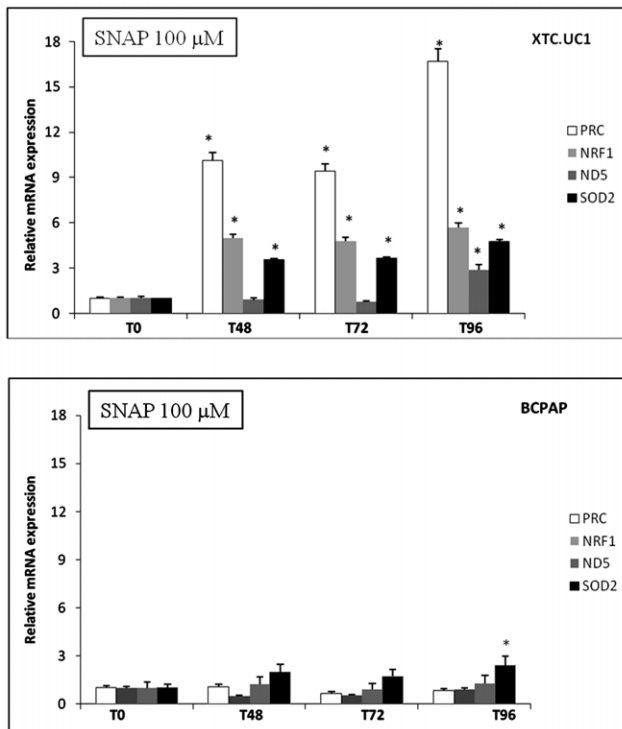 SNAP 100 µM
XTC.UC1
Relative mRNA expression
18
15
12
9
6
3
0
* * *
* * *
* * * *
PRC
NRF1
ND5
SOD2
T0 T48 T72 T96
SNAP 100 µM
BCPAP
Relative mRNA expression
18
15
12
9
6
3
0
*
PRC
NRF1
ND5
SOD2
T0 T48 T72 T96